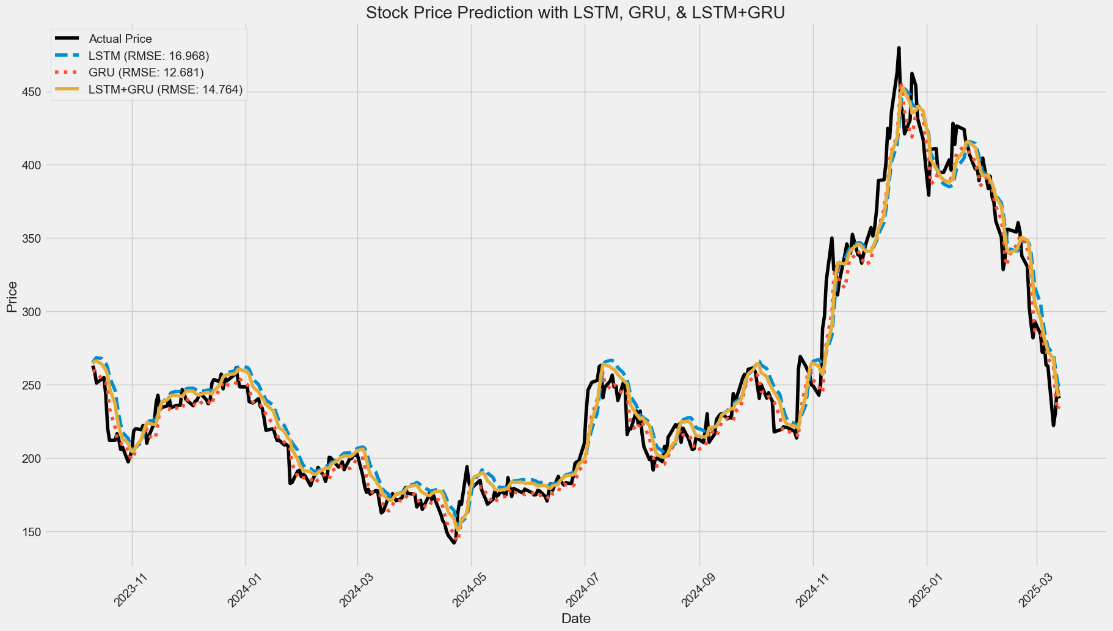 Stock Price Prediction with LSTM, GRU, & LSTM+GRU
Actual Price
LSTM (RMSE: 16.968)
GRU (RMSE: 12.681)
LSTM+GRU (RMSE: 14.764)
450
400
350
300
250
200
150
Price
2023-11
2024-01
2024-03
2024-05
2024-07
2024-09
2024-11
2025-01
2025-03
Date